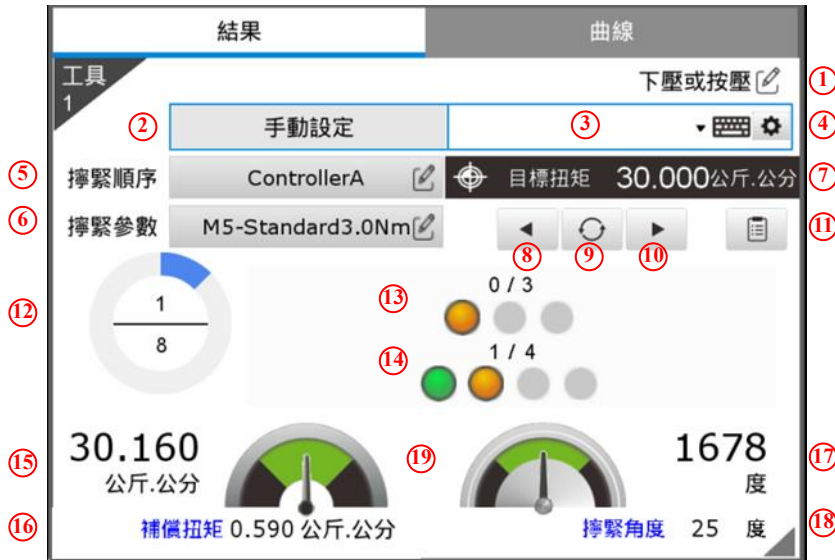 結果 曲線
工具
1
下壓或按壓 ①
② 手動設定 ③ ④
⑤ 擰緊順序 ControllerA 目標扭矩 30.000公斤.公分 ⑦
⑥ 擰緊參數 M5-Standard3.0Nm ⑪
⑧ ⑨ ⑩
⑫ 1
8
⑬ 0 / 3
⑭ 1 / 4
⑮ 30.160 ⑲ 1678 ⑰
公斤.公分 度
⑯ 補償扭矩 0.590 公斤.公分 擰緊角度 25 度 ⑱